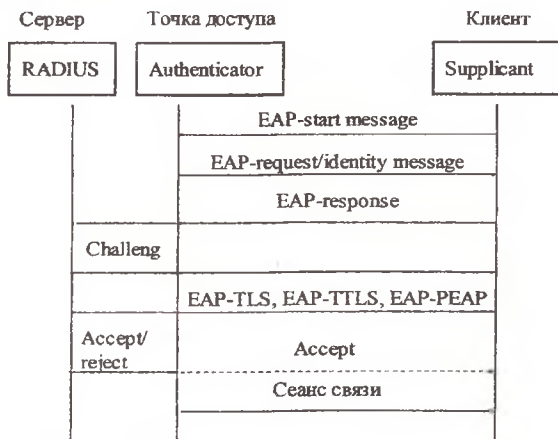 Сервер Точка доступа Клиент
RADIUS Authenticator Supplicant
EAP-start message
EAP-request/identity message
EAP-response
Challeng
EAP-TLS, EAP-TTLS, EAP-PEAP
Accept/
reject
Accept
Сеанс связи